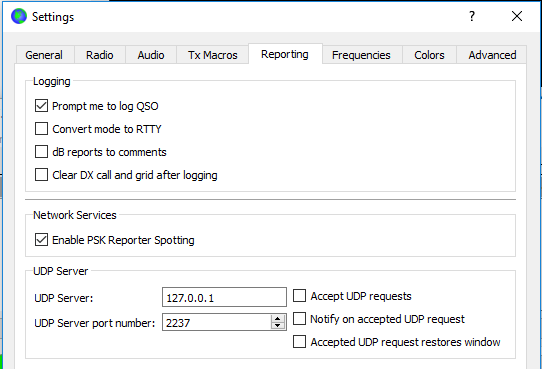 Settings
?
General Radio Audio Tx Macros Reporting Frequencies Colors Advanced
Logging
Prompt me to log QSO
Convert mode to RTTY
dB reports to comments
Clear DX call and grid after logging
Network Services
Enable PSK Reporter Spotting
UDP Server
UDP Server: 127.0.0.1 Accept UDP requests
UDP Server port number: 2237 Notify on accepted UDP request
Accepted UDP request restores window